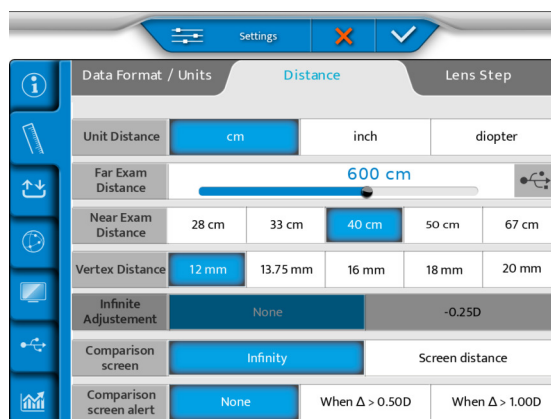 Settings
Data Format / Units Distance Lens Step
Unit Distance cm inch diopter
Far Exam
Distance
600 cm
Near Exam
Distance
28 cm 33 cm 40 cm 50 cm 67 cm
Vertex Distance 12 mm 13.75 mm 16 mm 18 mm 20 mm
Infinite
Adjustement
None -0.25D
Comparison
screen
Infinity Screen distance
Comparison
screen alert
None When Δ > 0.50D When Δ > 1.00D